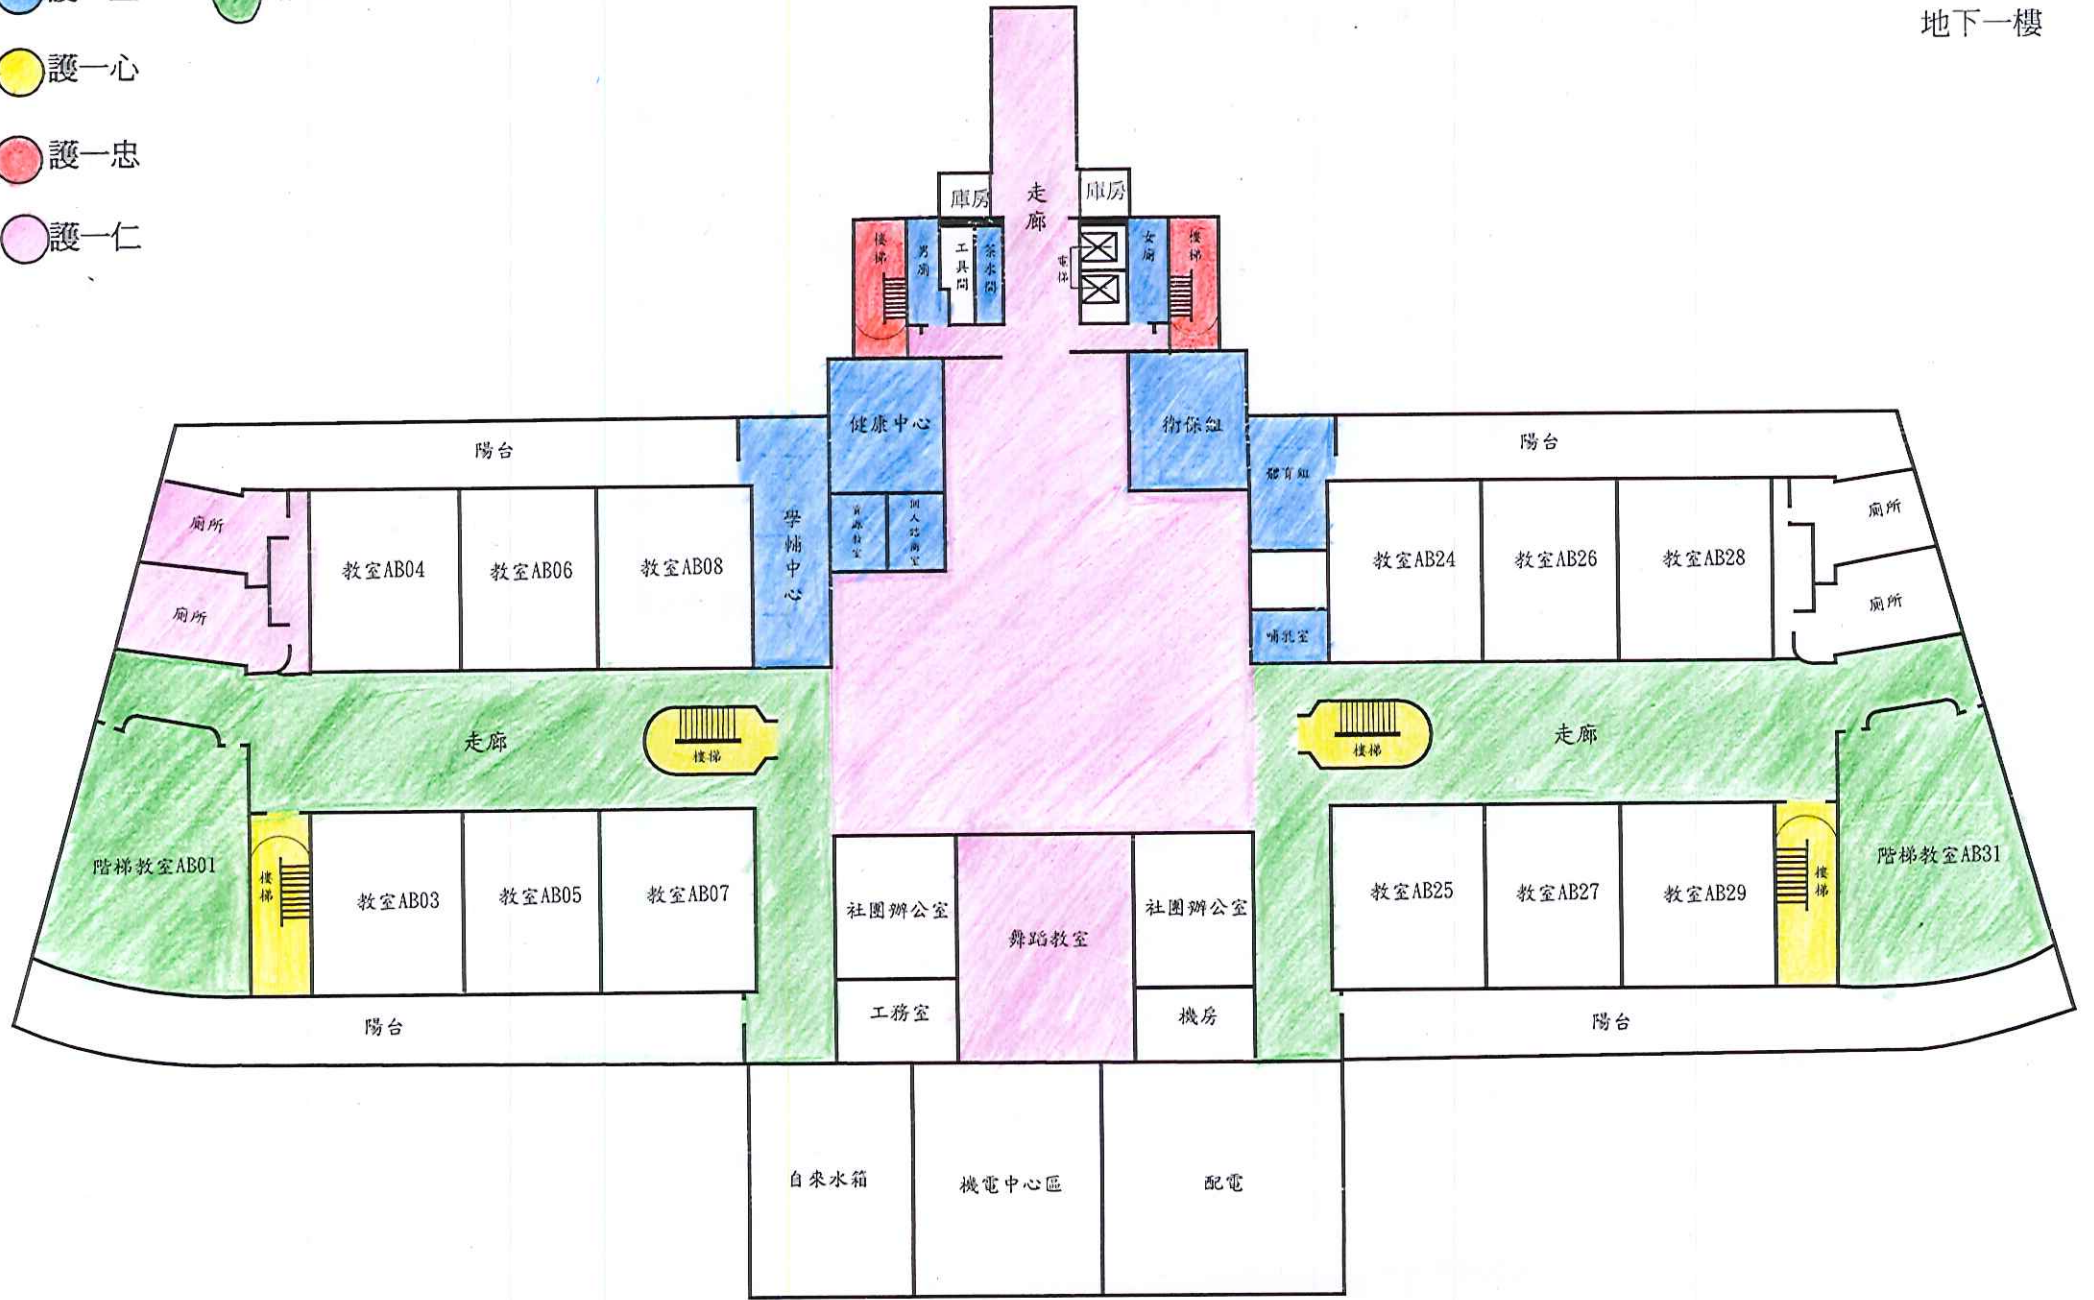 地下一樓
護一心
護一忠
護一仁
庫房
走廊
庫房
樓梯
男廁
工具間
茶水間
電梯
女廁
樓梯
健康中心
衛保組
陽台
陽台
體育組
學輔中心
個人諮商室
廁所
廁所
教室AB04
教室AB06
教室AB08
教室AB24
教室AB26
教室AB28
廁所
廁所
哺乳室
走廊
樓梯
樓梯
走廊
階梯教室AB01
樓梯
教室AB03
教室AB05
教室AB07
社團辦公室
舞蹈教室
社團辦公室
教室AB25
教室AB27
教室AB29
樓梯
階梯教室AB31
陽台
工務室
機房
陽台
自來水箱
機電中心區
配電